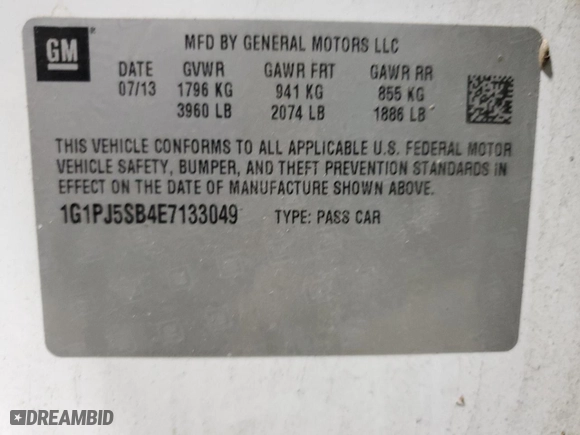 GM
MFD BY GENERAL MOTORS LLC
DATE GVWR GAWR FRT GAWR RR
07/13 1796 KG 941 KG 855 KG
3960 LB 2074 LB 1886 LB
THIS VEHICLE CONFORMS TO ALL APPLICABLE U.S. FEDERAL MOTOR
VEHICLE SAFETY, BUMPER, AND THEFT PREVENTION STANDARDS IN
EFFECT ON THE DATE OF MANUFACTURE SHOWN ABOVE.
1G1PJ5SB4E7133049 TYPE: PASS CAR
DREAMBID